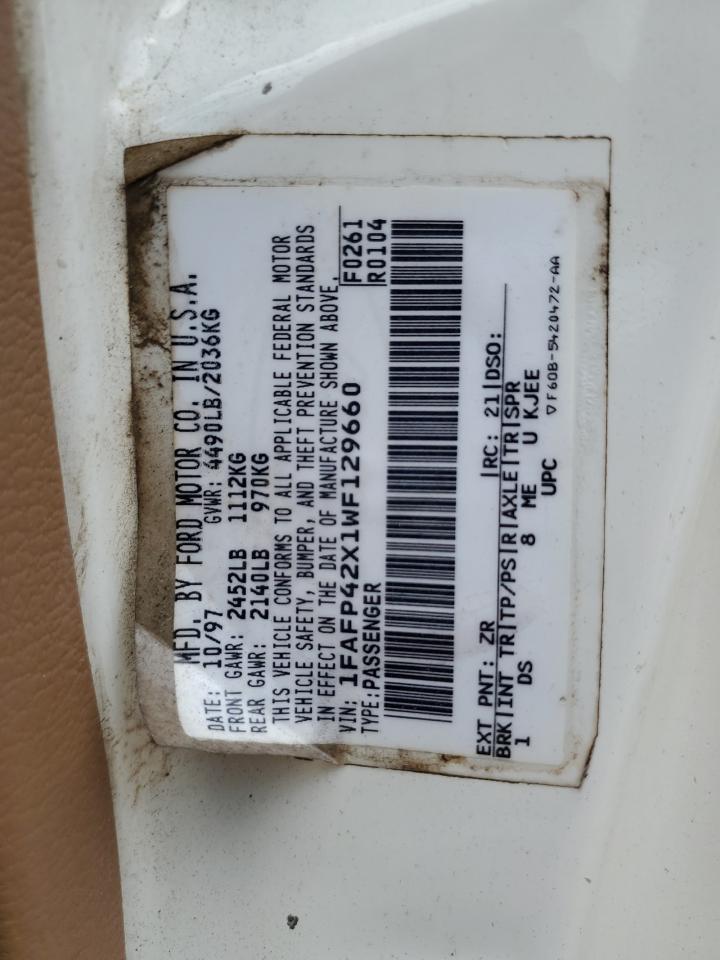 MFD. BY FORD MOTOR CO. IN U.S.A.
DATE: 10/97 GVWR: 4490LB/2036KG
FRONT GAWR: 2452LB 1112KG
REAR GAWR: 2140LB 970KG
THIS VEHICLE CONFORMS TO ALL APPLICABLE FEDERAL MOTOR
VEHICLE SAFETY, BUMPER, AND THEFT PREVENTION STANDARDS
IN EFFECT ON THE DATE OF MANUFACTURE SHOWN ABOVE.
VIN: 1FAFP42X1WF129660 F0261
TYPE:PASSENGER R0104
EXT PNT: ZR |RC: 21|DSO:
BRK|INT TR|TP/PS|R|AXLE|TR|SPR
1 DS 8 ME U KJEE
UPC
▽F60B-5420472-AA